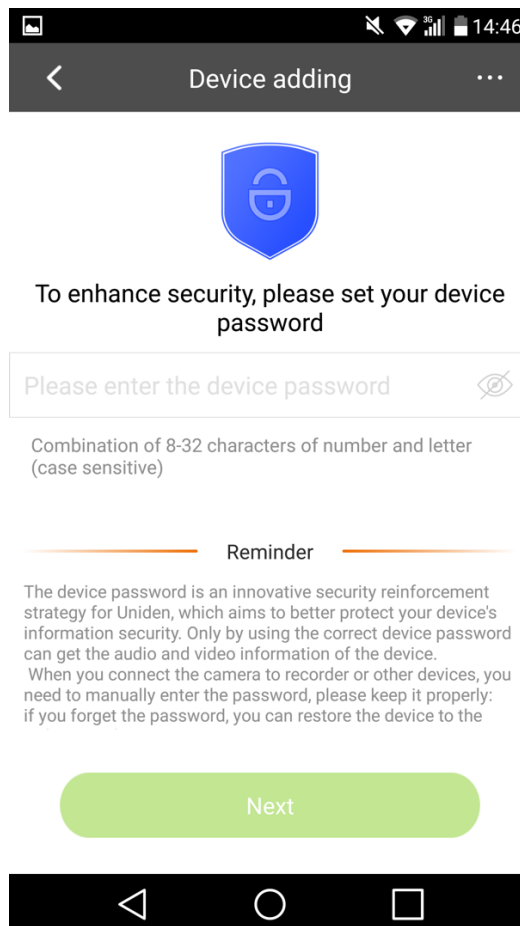 3G 14:46
Device adding
To enhance security, please set your device
password
Please enter the device password
Combination of 8-32 characters of number and letter
(case sensitive)
Reminder
The device password is an innovative security reinforcement
strategy for Uniden, which aims to better protect your device's
information security. Only by using the correct device password
can get the audio and video information of the device.
When you connect the camera to recorder or other devices, you
need to manually enter the password, please keep it properly:
if you forget the password, you can restore the device to the
Next